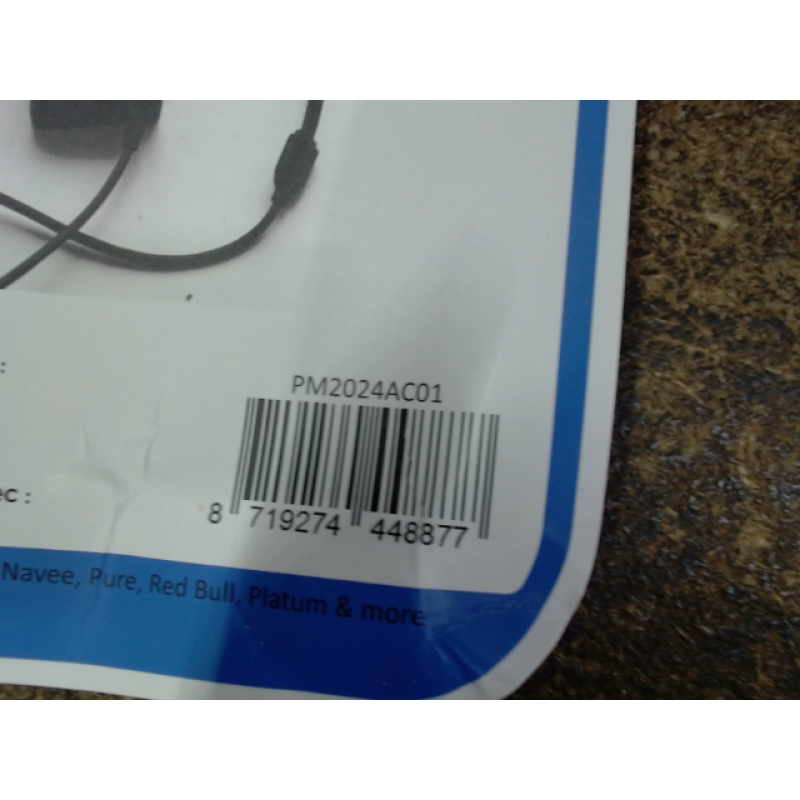 :
PM2024AC01
ec :
8 719274 448877
Navee, Pure, Red Bull, Platum & more